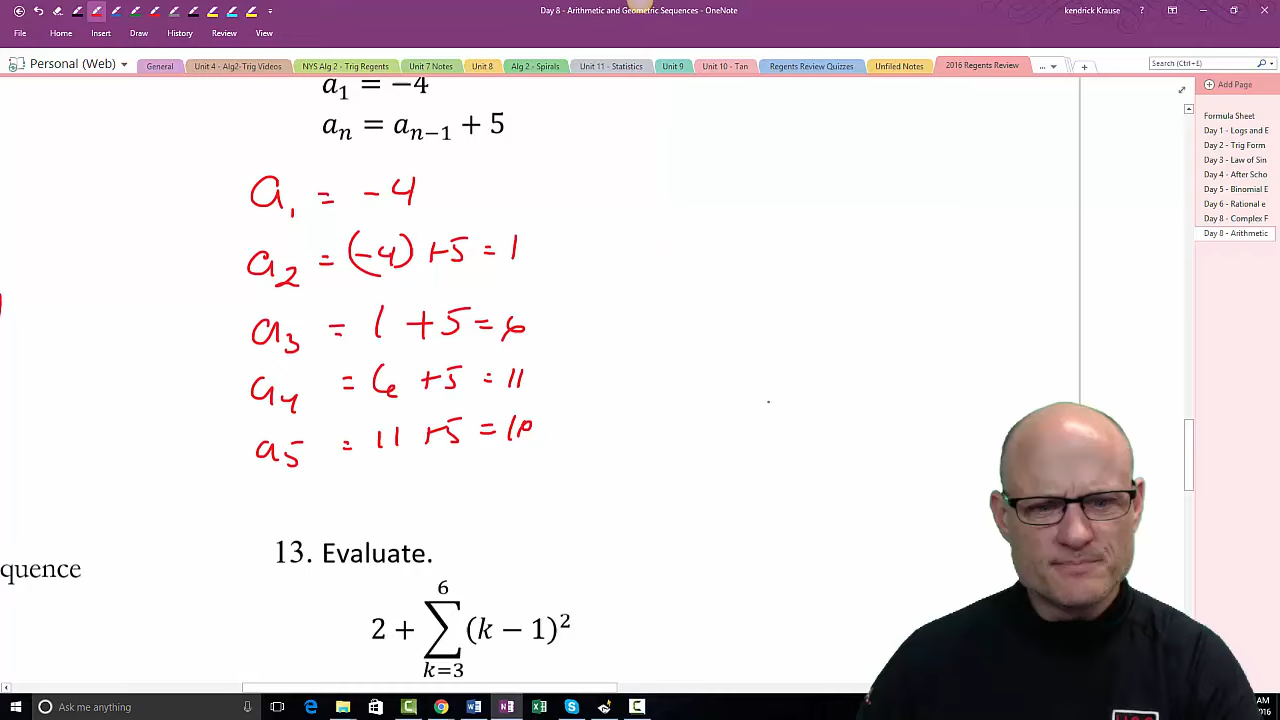 Day 8 - Arithmetic and Geometric Sequences - OneNote
kendrick Krause
File Home Insert Draw History Review View
Personal (Web) General Unit 4 - Alg2-Trig Videos NYS Alg 2 - Trig Regents Unit 7 Notes Unit 8 Alg 2 - Spirals Unit 11 - Statistics Unit 9 Unit 10 - Tan Regents Review Quizzes Unfiled Notes 2016 Regents Review ... Search (Ctrl+E)
Add Page
Formula Sheet
Day 1 - Logs and E
Day 2 - Trig Form
Day 3 - Law of Sin
Day 4 - After Scho
Day 5 - Binomial E
Day 6 - Rational e
Day 8 - Complex F
Day 8 - Arithmetic
a₁ = −4
aₙ = aₙ₋₁ + 5
a₁ = -4
a₂ = (-4) +5 = 1
a₃ = 1 +5 = 6
a₄ = 6 +5 = 11
a₅ = 11 +5 =
quence
13. Evaluate.
6
2 + ∑ (k − 1)²
k=3
Ask me anything
AM
2016